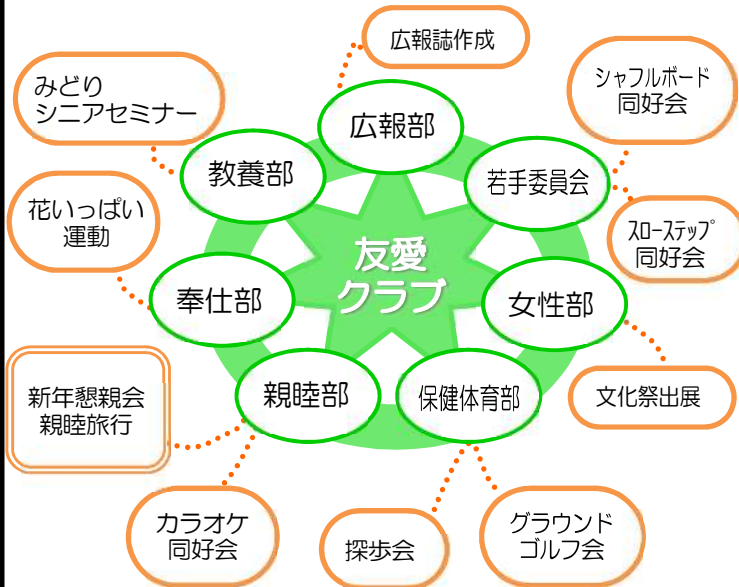 広報誌作成
みどり
シニアセミナー
シャフルボード
同好会
広報部
教養部
若手委員会
花いっぱい
運動
スローステップ
同好会
友愛
クラブ
奉仕部
女性部
新年懇親会
親睦旅行
親睦部
保健体育部
文化祭出展
カラオケ
同好会
探歩会
グラウンド
ゴルフ会